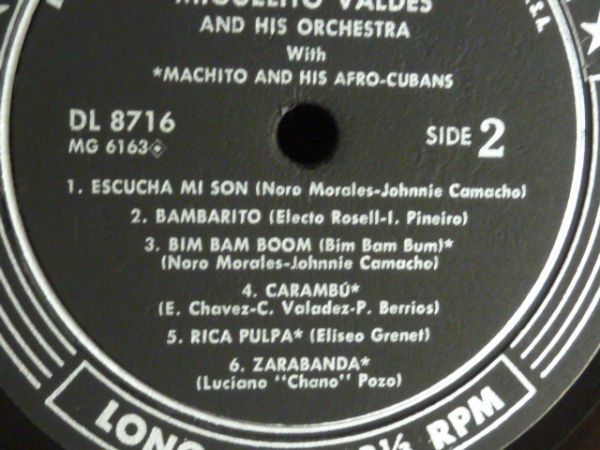 MIGUELITO VALDES
AND HIS ORCHESTRA
With
*MACHITO AND HIS AFRO-CUBANS
DL 8716
MG 6163
SIDE 2
1. ESCUCHA MI SON (Noro Morales-Johnnie Camacho)
2. BAMBARITO (Electo Rosell-I. Pineiro)
3. BIM BAM BOOM (Bim Bam Bum)*
(Noro Morales-Johnnie Camacho)
4. CARAMBÚ*
(E. Chavez-C. Valadez-P. Berrios)
5. RICA PULPA* (Eliseo Grenet)
6. ZARABANDA*
(Luciano "Chano" Pozo)
LONG RPM